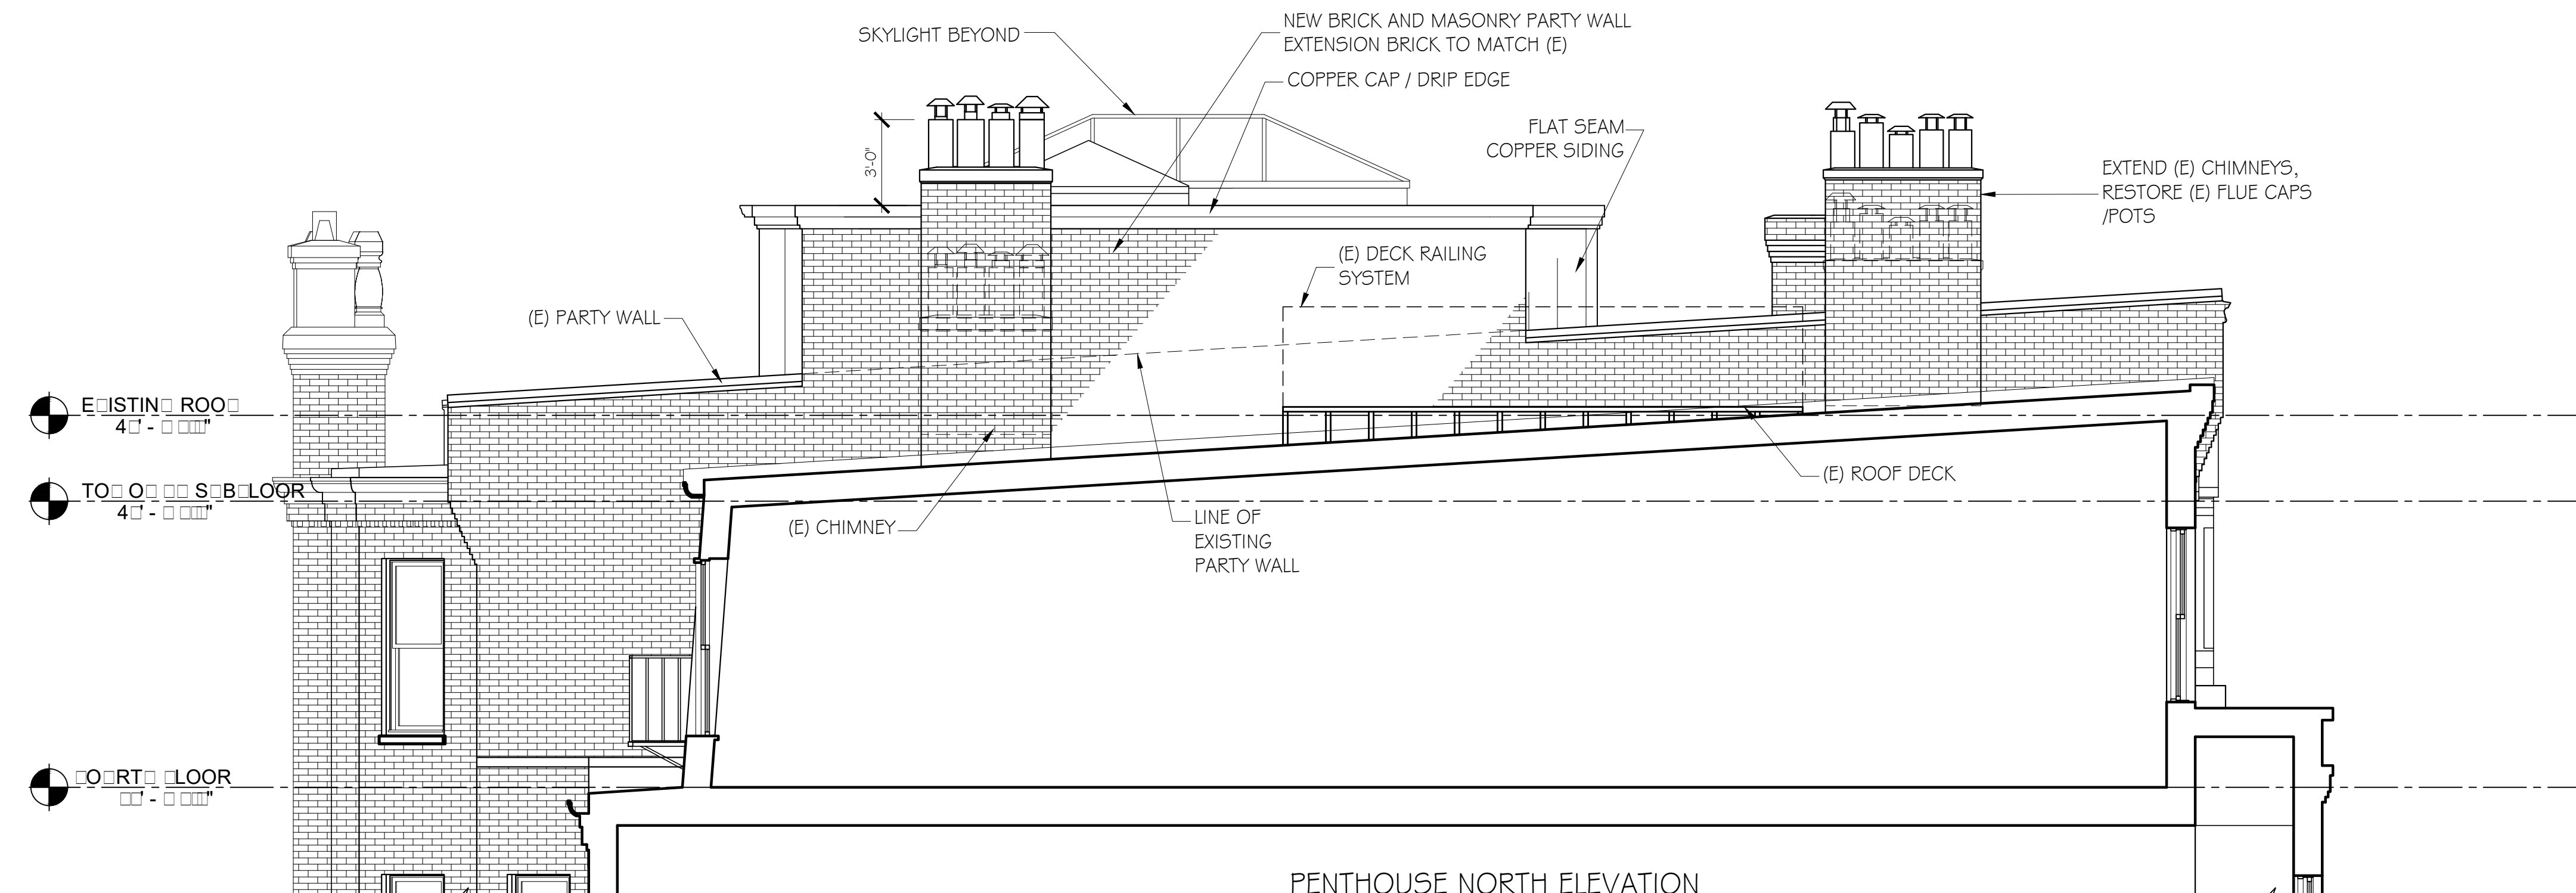 SKYLIGHT BEYOND
NEW BRICK AND MASONRY PARTY WALL
EXTENSION BRICK TO MATCH (E)
COPPER CAP / DRIP EDGE
FLAT SEAM
COPPER SIDING
3'-0"
EXTEND (E) CHIMNEYS,
RESTORE (E) FLUE CAPS
/POTS
(E) DECK RAILING
SYSTEM
(E) PARTY WALL
(E) ROOF DECK
(E) CHIMNEY
LINE OF
EXISTING
PARTY WALL
PENTHOUSE NORTH ELEVATION